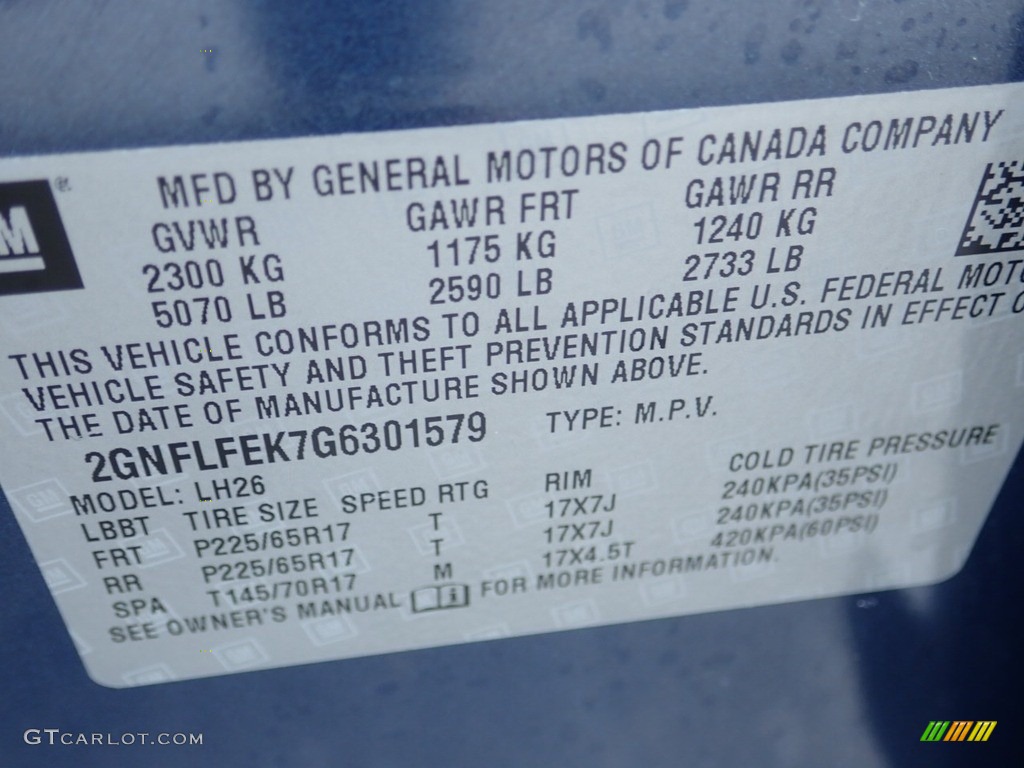 GM ®
MFD BY GENERAL MOTORS OF CANADA COMPANY
GVWR GAWR FRT GAWR RR
2300 KG 1175 KG 1240 KG
5070 LB 2590 LB 2733 LB
THIS VEHICLE CONFORMS TO ALL APPLICABLE U.S. FEDERAL
VEHICLE SAFETY AND THEFT PREVENTION STANDARDS IN EFFECT
THE DATE OF MANUFACTURE SHOWN ABOVE.
2GNFLFEK7G6301579 TYPE: M.P.V.
MODEL: LH26
LBBT TIRE SIZE SPEED RTG RIM COLD TIRE PRESSURE
FRT P225/65R17 T 17X7J 240KPA(35PSI)
RR P225/65R17 T 17X7J 240KPA(35PSI)
SPA T145/70R17 M 17X4.5T 420KPA(60PSI)
SEE OWNER'S MANUAL FOR MORE INFORMATION.
GTCARLOT.COM